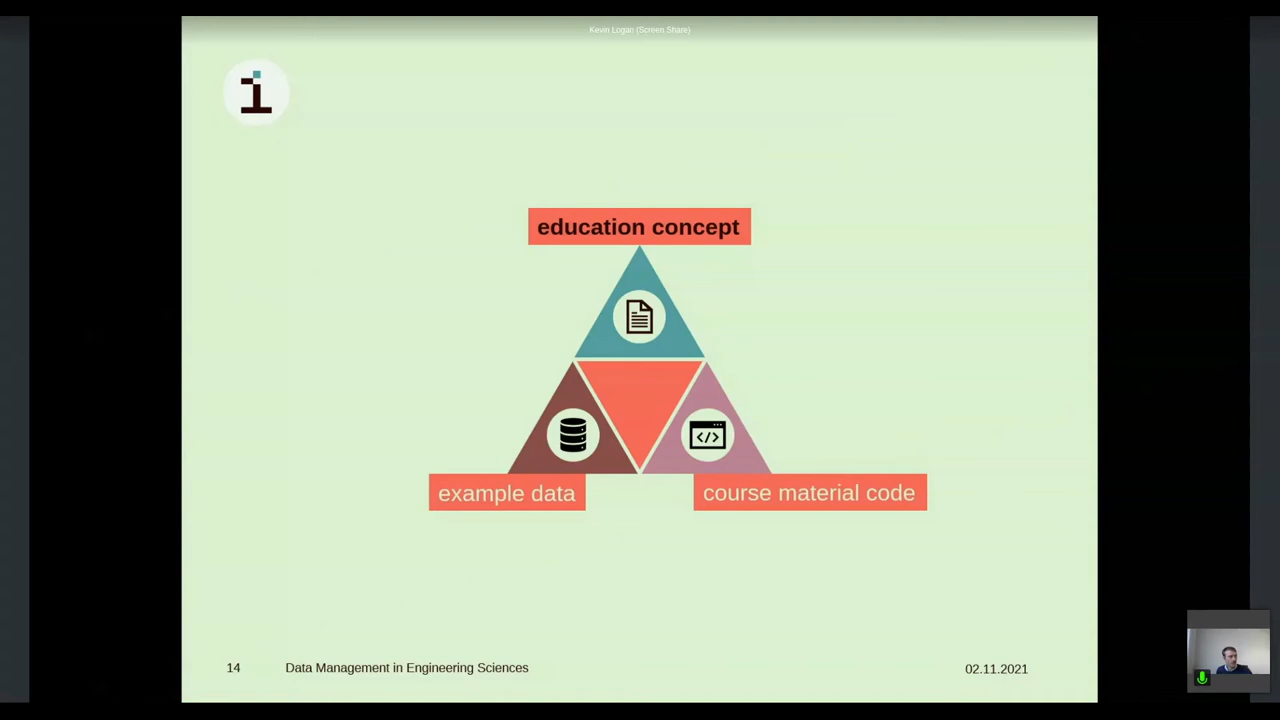 Kevin Logan (Screen Share)
i
education concept
</>
example data
course material code
14 Data Management in Engineering Sciences 02.11.2021